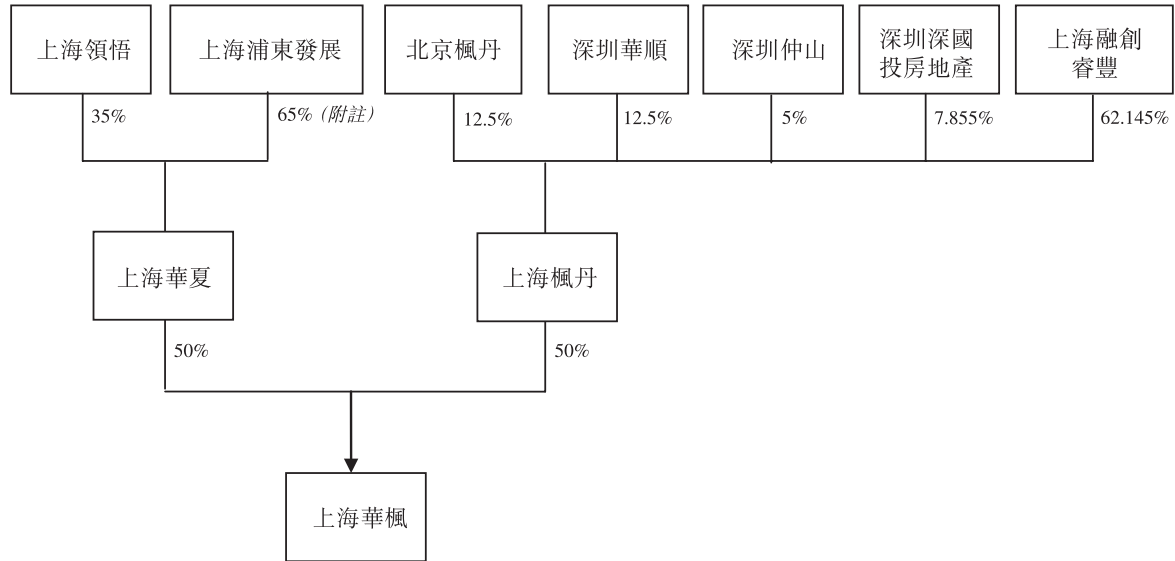 上海領悟
上海浦東發展
北京楓丹
深圳華順
深圳仲山
深圳深國
投房地產
上海融創
睿豐
35%
65% (附註)
12.5%
12.5%
5%
7.855%
62.145%
上海華夏
上海楓丹
50%
50%
上海華楓